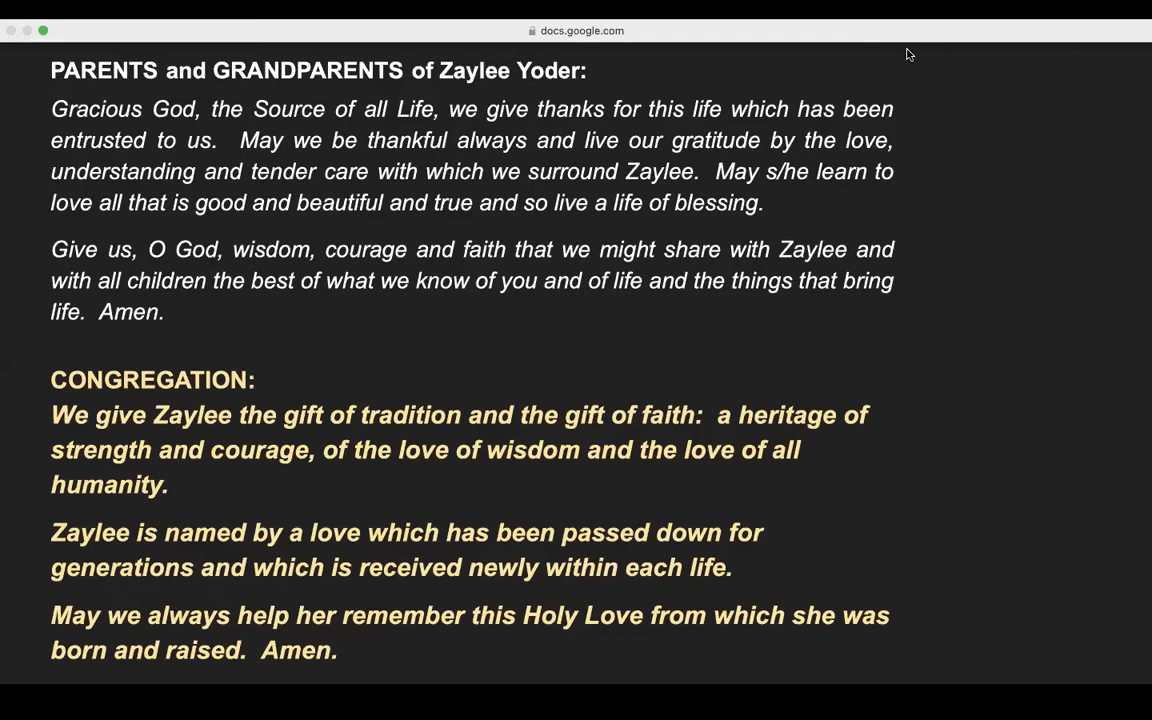 docs.google.com
PARENTS and GRANDPARENTS of Zaylee Yoder:
Gracious God, the Source of all Life, we give thanks for this life which has been
entrusted to us.  May we be thankful always and live our gratitude by the love,
understanding and tender care with which we surround Zaylee.  May s/he learn to
love all that is good and beautiful and true and so live a life of blessing.
Give us, O God, wisdom, courage and faith that we might share with Zaylee and
with all children the best of what we know of you and of life and the things that bring
life.  Amen.
CONGREGATION:
We give Zaylee the gift of tradition and the gift of faith:  a heritage of
strength and courage, of the love of wisdom and the love of all
humanity.
Zaylee is named by a love which has been passed down for
generations and which is received newly within each life.
May we always help her remember this Holy Love from which she was
born and raised.  Amen.